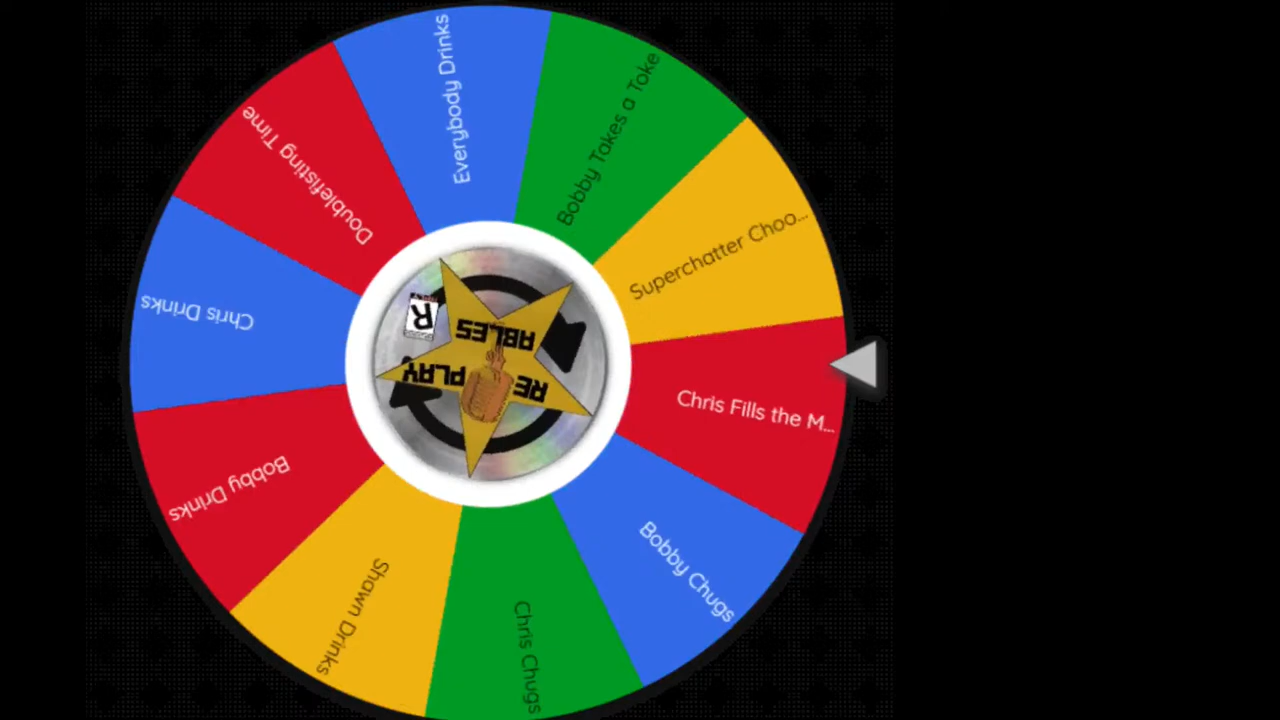 Everybody Drinks
Bobby Takes a Toke
Superchatter Choo...
Chris Fills the M...
Bobby Chugs
Chris Chugs
Shawn Drinks
Bobby Drinks
Chris Drinks
Doublefisting Time
RE
PLAY
ABLES
R